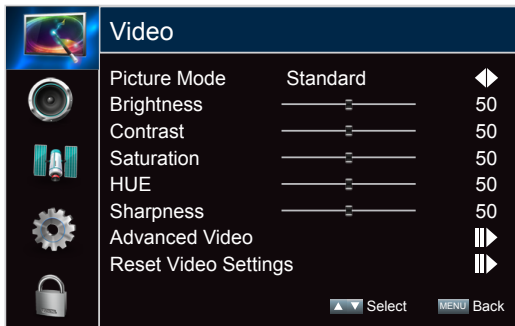 Video
Picture Mode Standard
Brightness 50
Contrast 50
Saturation 50
HUE 50
Sharpness 50
Advanced Video
Reset Video Settings
Select MENU Back